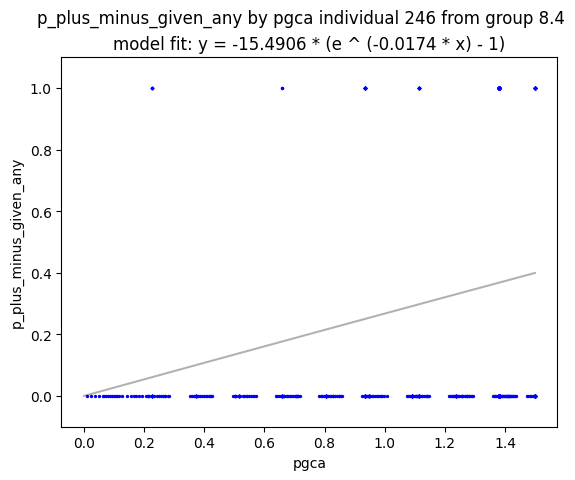 p_plus_minus_given_any by pgca individual 246 from group 8.4
model fit: y = -15.4906 * (e ^ (-0.0174 * x) - 1)
1.0
0.8
0.6
0.4
0.2
0.0
p_plus_minus_given_any
0.0 0.2 0.4 0.6 0.8 1.0 1.2 1.4
pgca